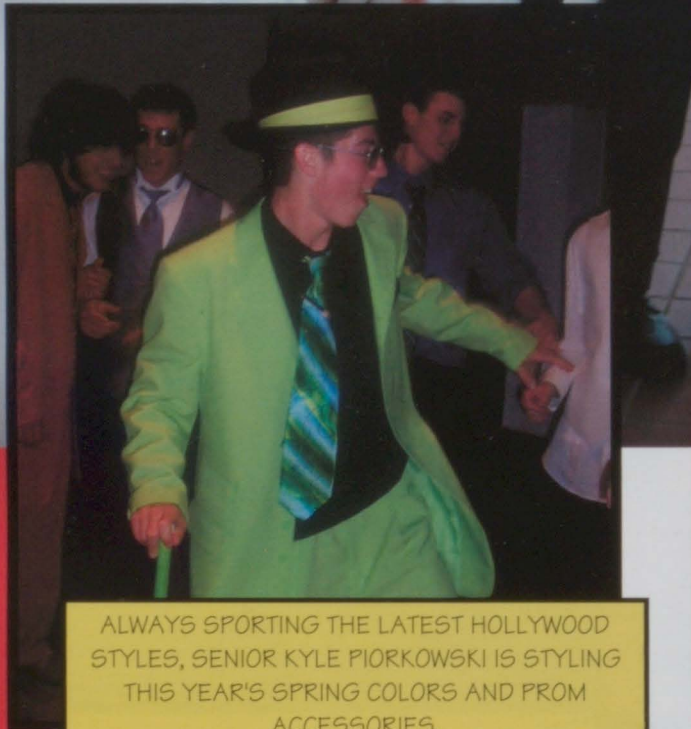 ALWAYS SPORTING THE LATEST HOLLYWOOD
STYLES, SENIOR KYLE PIORKOWSKI IS STYLING
THIS YEAR'S SPRING COLORS AND PROM
ACCESSORIES